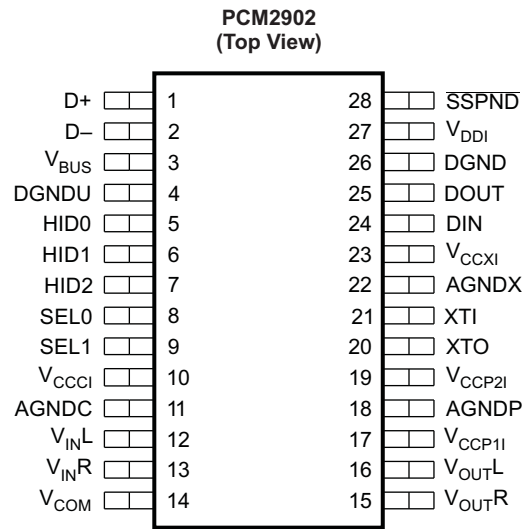 PCM2902
(Top View)
D+ 1 28 SSPND
D– 2 27 VDDI
VBUS 3 26 DGND
DGNDU 4 25 DOUT
HID0 5 24 DIN
HID1 6 23 VCCXI
HID2 7 22 AGNDX
SEL0 8 21 XTI
SEL1 9 20 XTO
VCCCI 10 19 VCCP2I
AGNDC 11 18 AGNDP
VINL 12 17 VCCP1I
VINR 13 16 VOUTL
VCOM 14 15 VOUTR